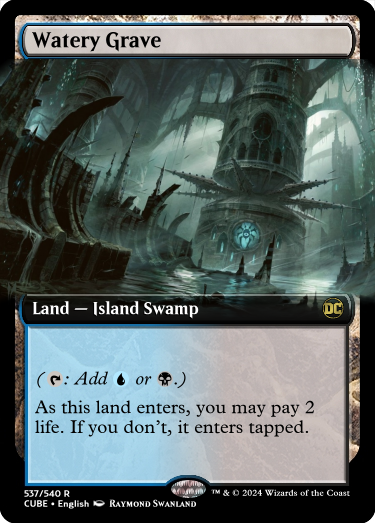 Watery Grave
Land — Island Swamp
DC
( : Add or .)
As this land enters, you may pay 2
life. If you don't, it enters tapped.
537/540 R
CUBE • English RAYMOND SWANLAND
™ & © 2024 Wizards of the Coast